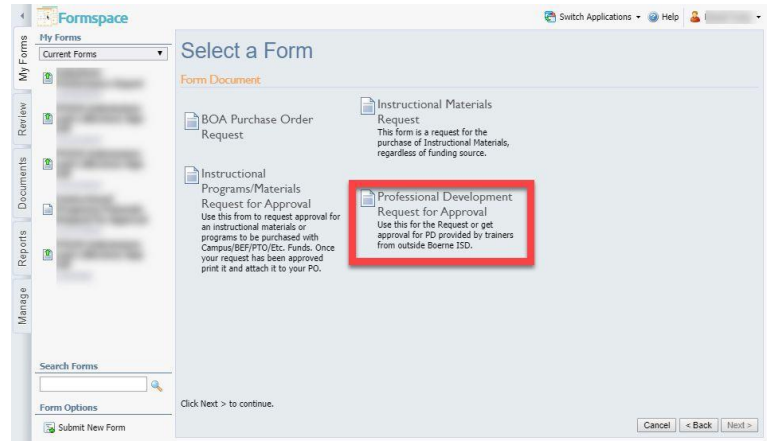 Formspace
Switch Applications
Help
My Forms
Review
Documents
Reports
Manage
My Forms
Current Forms
Search Forms
Form Options
Submit New Form
Select a Form
Form Document
BOA Purchase Order
Request
Instructional Materials
Request
This form is a request for the
purchase of Instructional Materials,
regardless of funding source.
Instructional
Programs/Materials
Request for Approval
Use this from to request approval for
an instructional materials or
programs to be purchased with
Campus/BEF/PTO/Etc. Funds. Once
your request has been approved
print it and attach it to your PO.
Professional Development
Request for Approval
Use this for the Request or get
approval for PD provided by trainers
from outside Boerne ISD.
Click Next > to continue.
Cancel
< Back
Next >